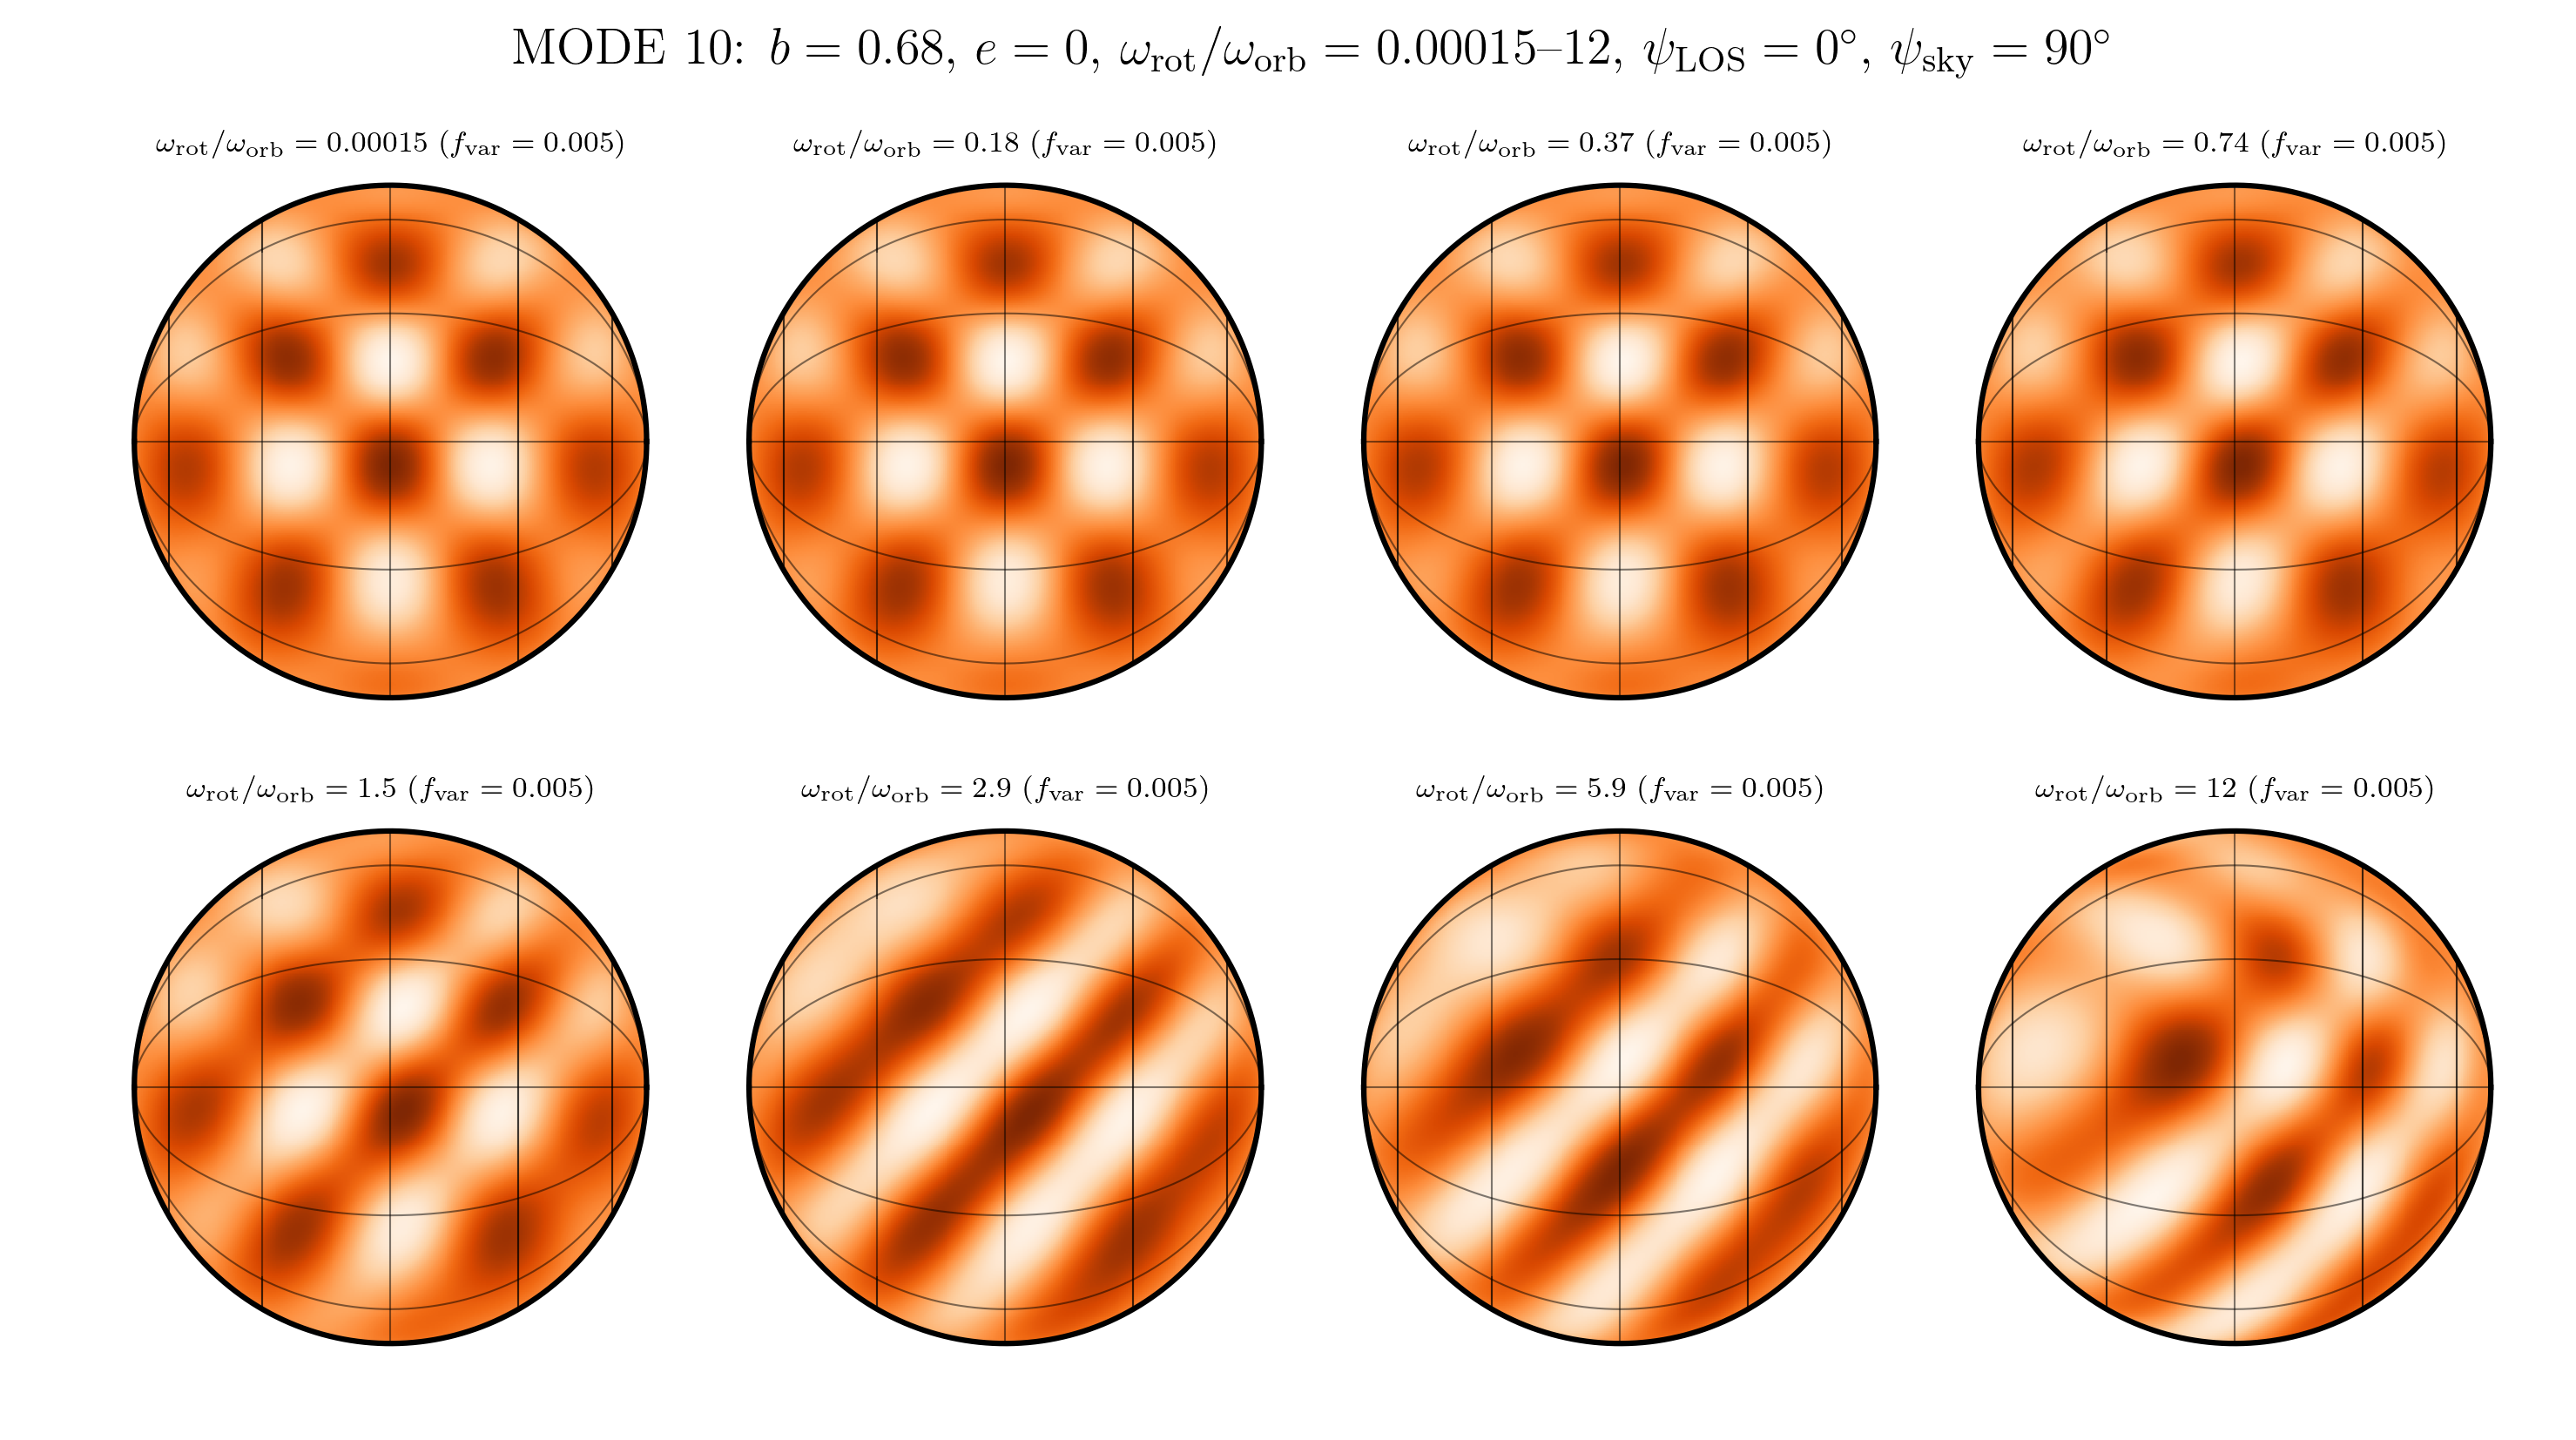 MODE 10: b = 0.68, e = 0, ω_rot/ω_orb = 0.00015–12, ψ_LOS = 0°, ψ_sky = 90°
ω_rot/ω_orb = 0.00015 (f_var = 0.005)
ω_rot/ω_orb = 0.18 (f_var = 0.005)
ω_rot/ω_orb = 0.37 (f_var = 0.005)
ω_rot/ω_orb = 0.74 (f_var = 0.005)
ω_rot/ω_orb = 1.5 (f_var = 0.005)
ω_rot/ω_orb = 2.9 (f_var = 0.005)
ω_rot/ω_orb = 5.9 (f_var = 0.005)
ω_rot/ω_orb = 12 (f_var = 0.005)